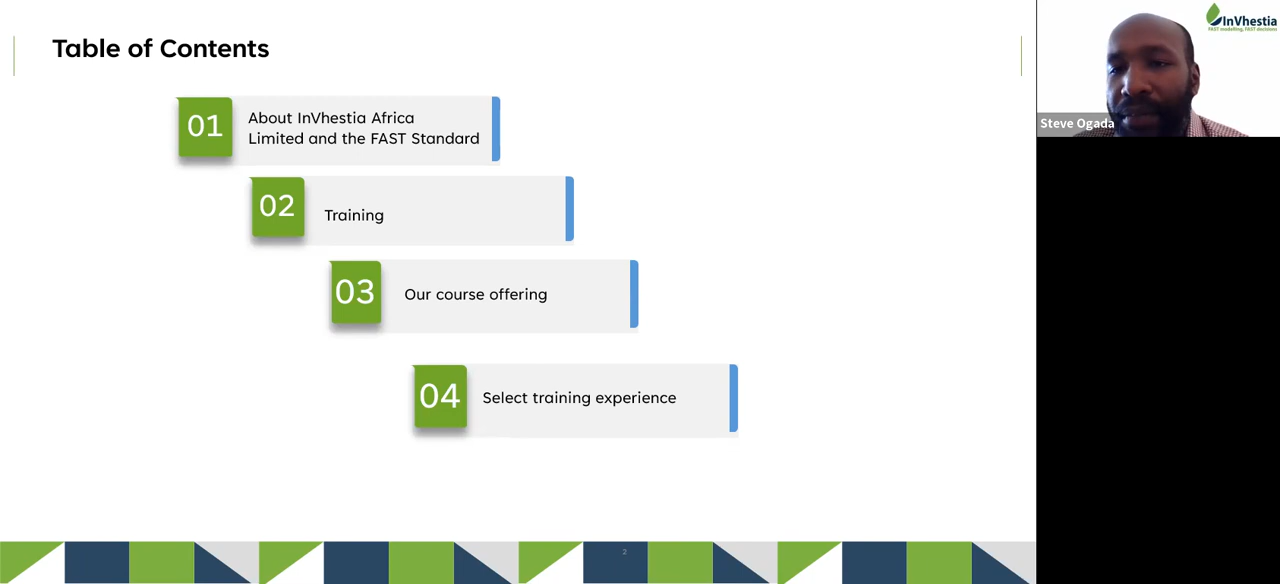 Table of Contents
01
About InVhestia Africa
Limited and the FAST Standard
02
Training
03
Our course offering
04
Select training experience
2
InVhestia
FAST modelling, FAST decisions
Steve Ogada